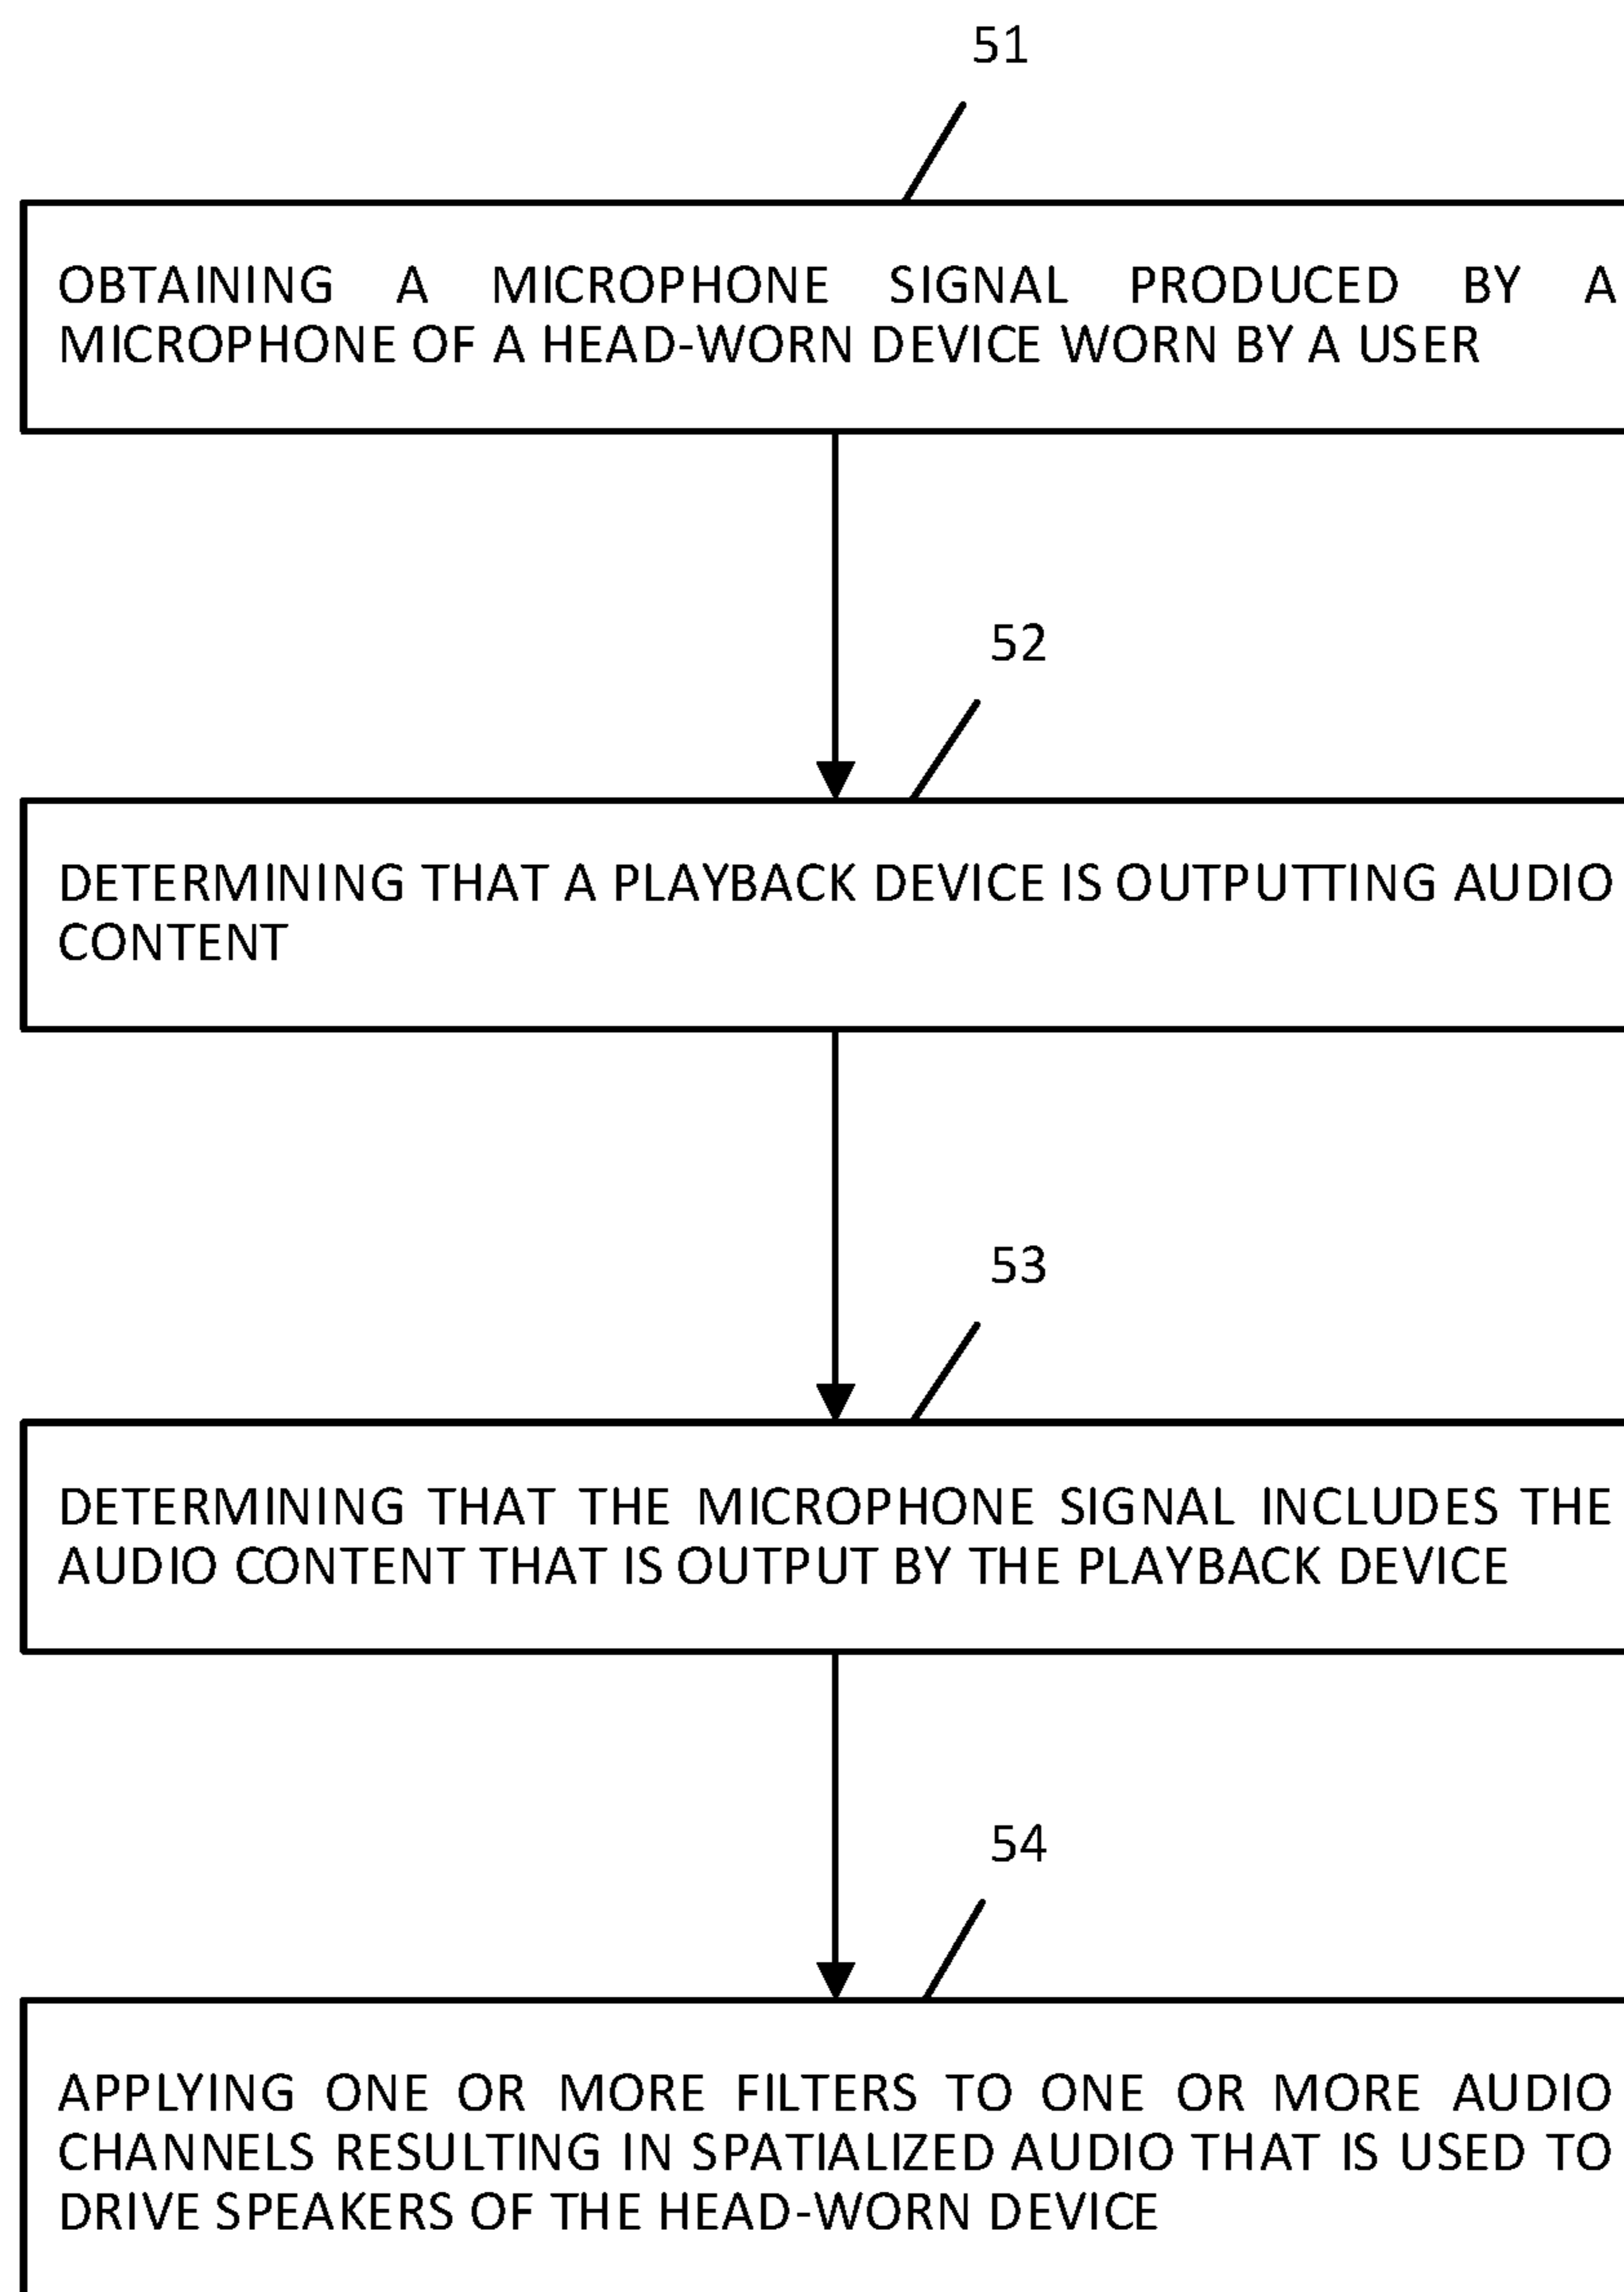 51
OBTAINING A MICROPHONE SIGNAL PRODUCED BY A
MICROPHONE OF A HEAD-WORN DEVICE WORN BY A USER
52
DETERMINING THAT A PLAYBACK DEVICE IS OUTPUTTING AUDIO
CONTENT
53
DETERMINING THAT THE MICROPHONE SIGNAL INCLUDES THE
AUDIO CONTENT THAT IS OUTPUT BY THE PLAYBACK DEVICE
54
APPLYING ONE OR MORE FILTERS TO ONE OR MORE AUDIO
CHANNELS RESULTING IN SPATIALIZED AUDIO THAT IS USED TO
DRIVE SPEAKERS OF THE HEAD-WORN DEVICE